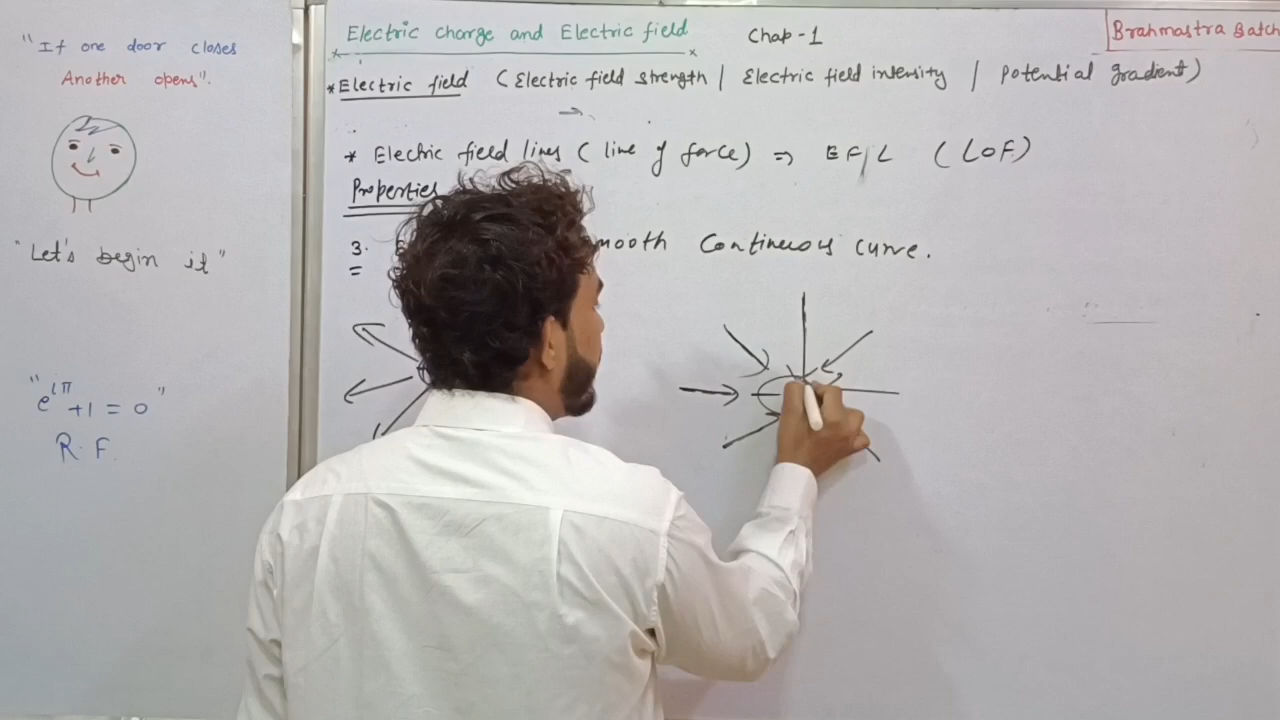 "If one door closes
Another opens".
"Let's begin it"
"e^iπ +1 = 0"
R. F.
Electric charge and Electric field
Chap-1
Brahmastra Batch
* Electric field (Electric field strength | Electric field intensity | Potential gradient)
* Electric field lines (line of force) ⇒ EF/L (LOF)
Properties
3. smooth Continuous curve.